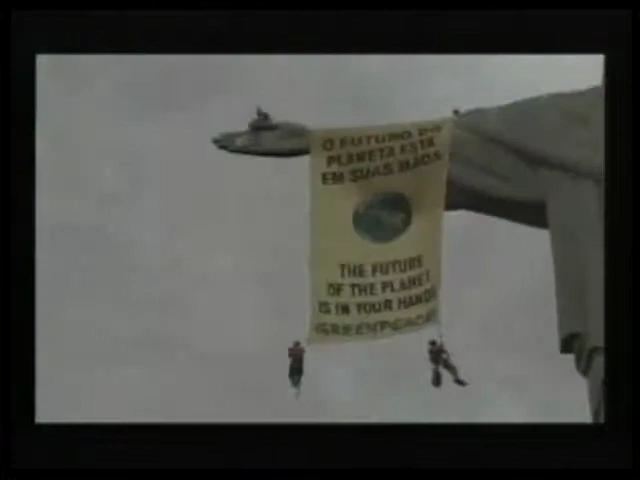 O FUTURO DO
PLANETA ESTÁ
EM SUAS MÃOS
THE FUTURE
OF THE PLANET
IS IN YOUR HANDS
GREENPEACE